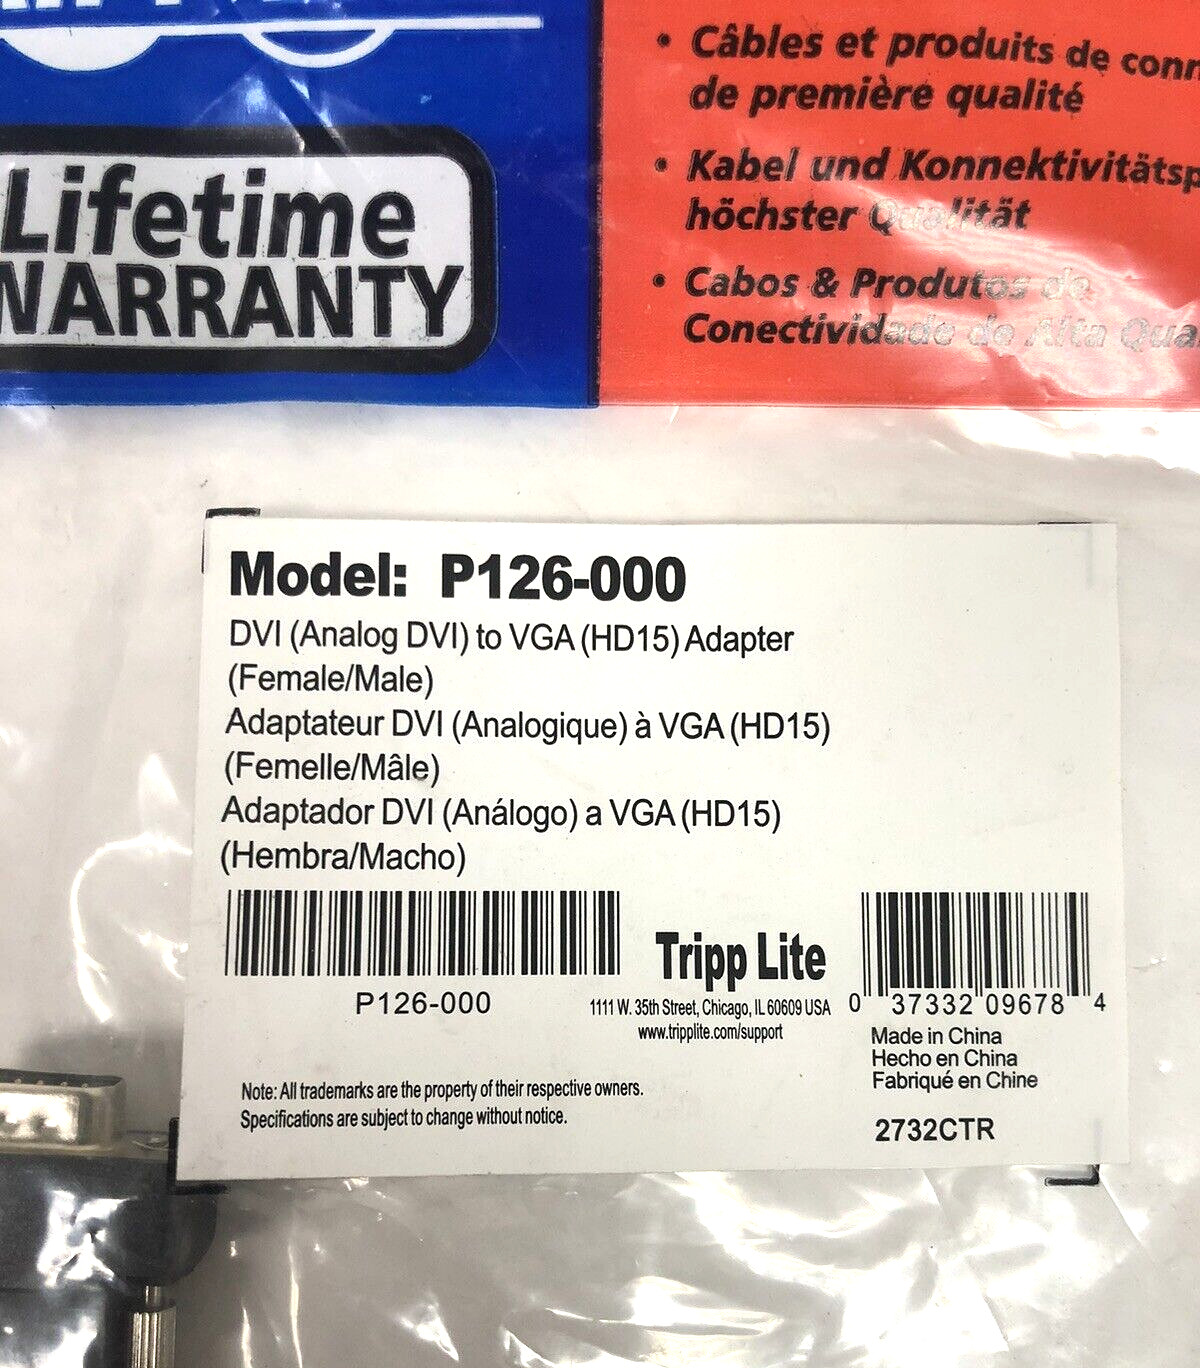 • Câbles et produits de
de première qualité
• Kabel und
höchster Qualität
• Cabos & Produtos de
Conectividade de Alta
Lifetime
WARRANTY
Model: P126-000
DVI (Analog DVI) to VGA (HD15) Adapter
(Female/Male)
Adaptateur DVI (Analogique) à VGA (HD15)
(Femelle/Mâle)
Adaptador DVI (Análogo) a VGA (HD15)
(Hembra/Macho)
P126-000
Tripp Lite
1111 W. 35th Street, Chicago, IL 60609 USA
www.tripplite.com/support
0 37332 09678 4
Made in China
Hecho en China
Fabriqué en Chine
2732CTR
Note: All trademarks are the property of their respective owners.
Specifications are subject to change without notice.